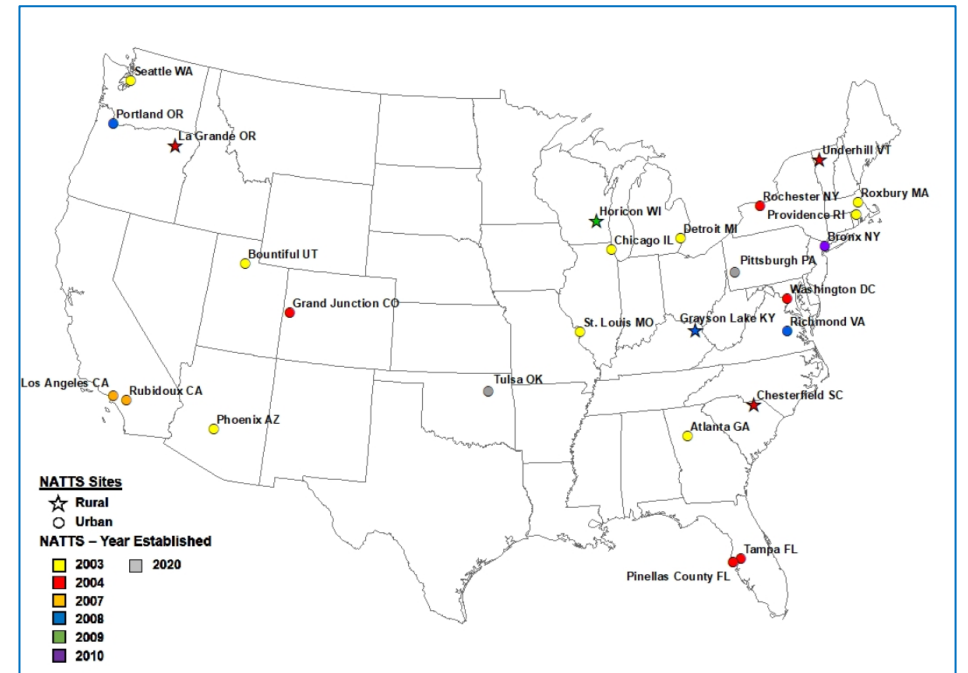 Seattle WA
Portland OR
La Grande OR
Underhill VT
Rochester NY
Roxbury MA
Horicon WI
Providence RI
Detroit MI
Chicago IL
Bronx NY
Bountiful UT
Pittsburgh PA
Washington DC
Grand Junction CO
St. Louis MO
Grayson Lake KY
Richmond VA
Los Angeles CA
Rubidoux CA
Tulsa OK
Chesterfield SC
Phoenix AZ
Atlanta GA
Tampa FL
Pinellas County FL
NATTS Sites
Rural
Urban
NATTS – Year Established
2003
2020
2004
2007
2008
2009
2010